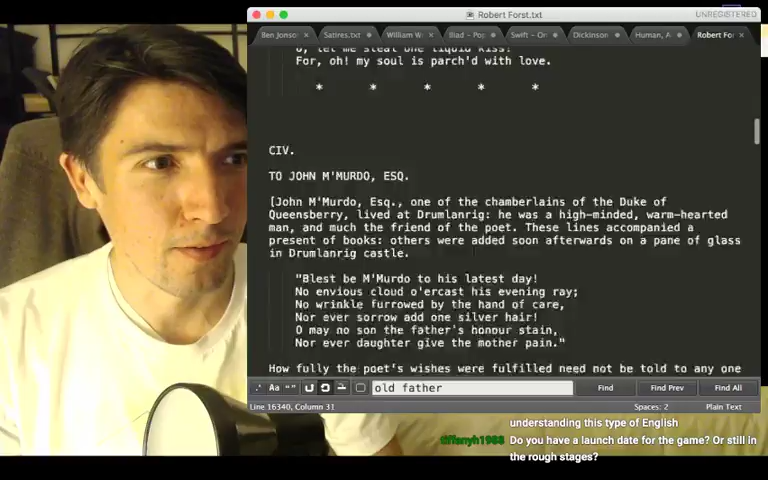 Robert Forst.txt
UNREGISTERED
Ben Jonson
Satires.txt
William W
Iliad - Pop
Swift - On
Dickinson
Human, A
Robert For
O, let me steal one liquid kiss!
For, oh! my soul is parch'd with love.
* * * * *
CIV.
TO JOHN M'MURDO, ESQ.
[John M'Murdo, Esq., one of the chamberlains of the Duke of
Queensberry, lived at Drumlanrig: he was a high-minded, warm-hearted
man, and much the friend of the poet. These lines accompanied a
present of books: others were added soon afterwards on a pane of glass
in Drumlanrig castle.
"Blest be M'Murdo to his latest day!
No envious cloud o'ercast his evening ray;
No wrinkle furrowed by the hand of care,
Nor ever sorrow add one silver hair!
O may no son the father's honour stain,
Nor ever daughter give the mother pain."
How fully the poet's wishes were fulfilled need not be told to any one
.* Aa “”
old father
Find
Find Prev
Find All
Line 16340, Column 31
Spaces: 2
Plain Text
understanding this type of English
tiffanyh1988 Do you have a launch date for the game? Or still in
the rough stages?